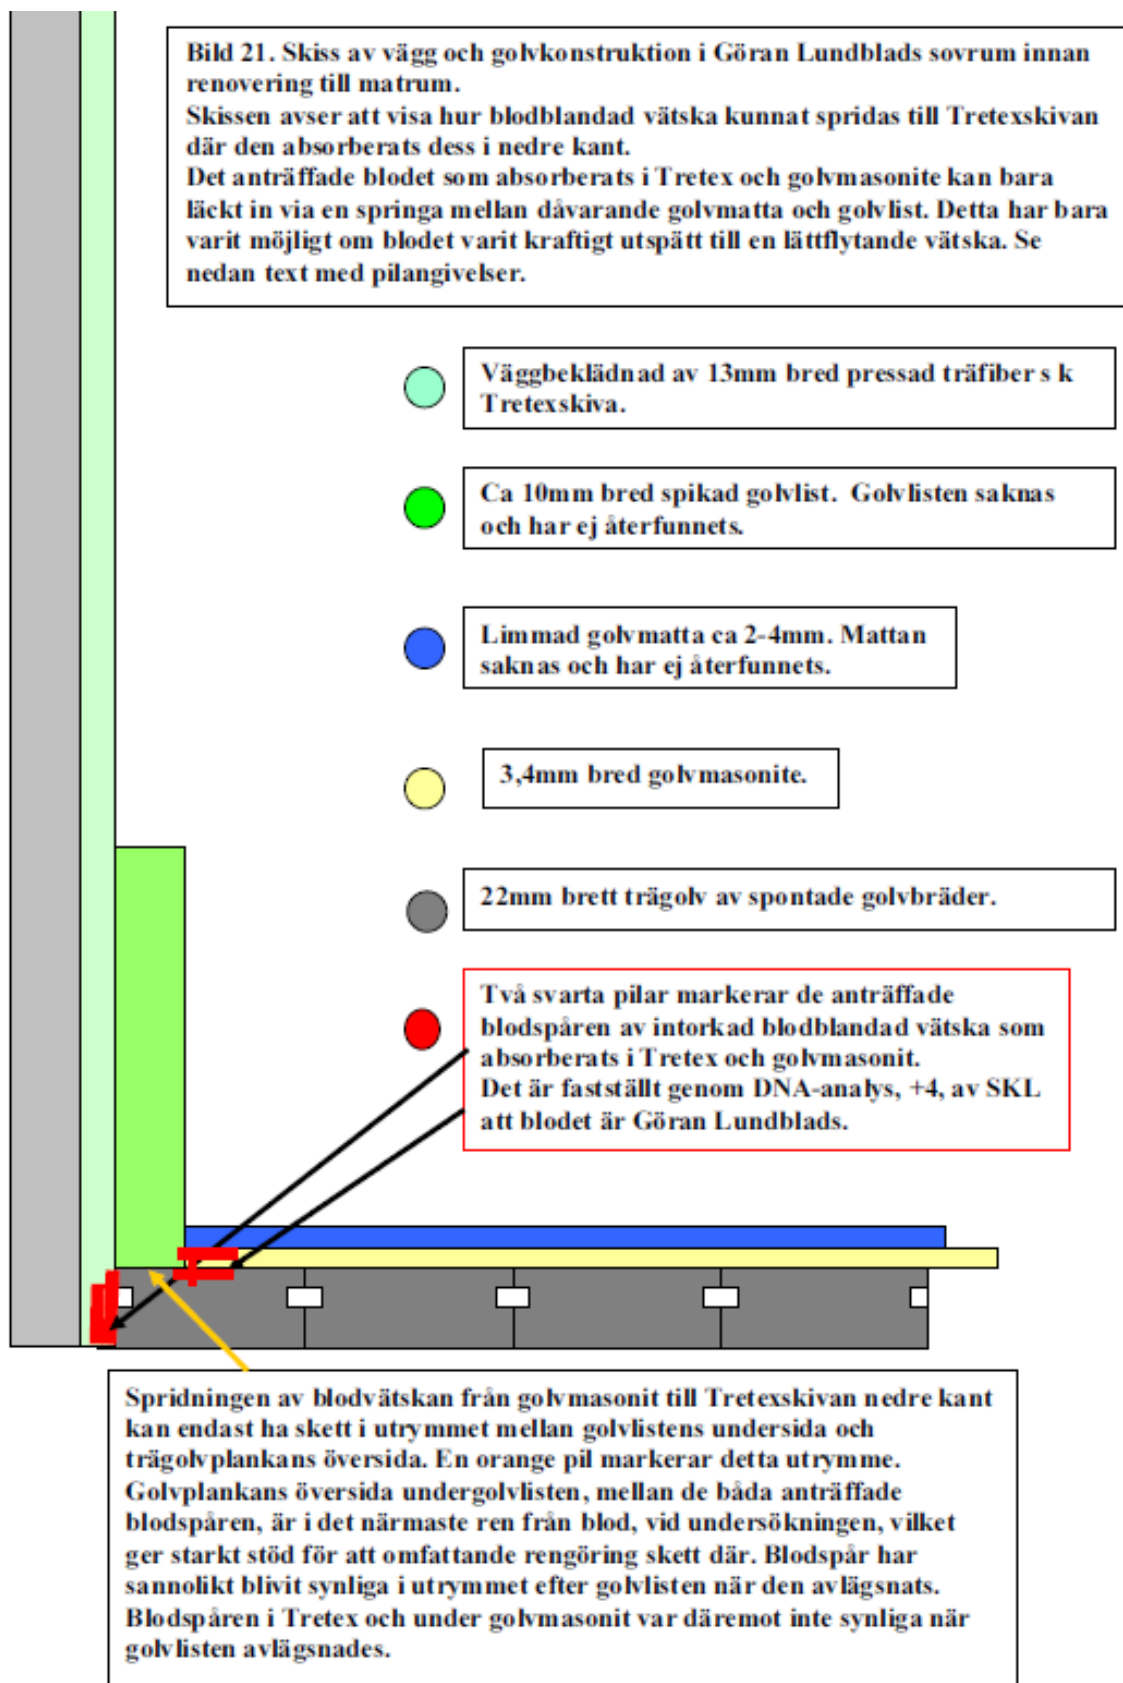 Bild 21. Skiss av vägg och golvkonstruktion i Göran Lundblads sovrum innan
renovering till matrum.
Skissen avser att visa hur blodblandad vätska kunnat spridas till Tretexskivan
där den absorberats dess i nedre kant.
Det anträffade blodet som absorberats i Tretex och golvmasonite kan bara
läckt in via en springa mellan dåvarande golvmatta och golvlist. Detta har bara
varit möjligt om blodet varit kraftigt utspätt till en lättflytande vätska. Se
nedan text med pilangivelser.
Väggbeklädnad av 13mm bred pressad träfiber s k
Tretexskiva.
Ca 10mm bred spikad golvlist. Golvlisten saknas
och har ej återfunnets.
Limmad golvmatta ca 2-4mm. Mattan
saknas och har ej återfunnets.
3,4mm bred golvmasonite.
22mm brett trägolv av spontade golvbräder.
Två svarta pilar markerar de anträffade
blodspåren av intorkad blodblandad vätska som
absorberats i Tretex och golvmasonit.
Det är fastställt genom DNA-analys, +4, av SKL
att blodet är Göran Lundblads.
Spridningen av blodvätskan från golvmasonit till Tretexskivan nedre kant
kan endast ha skett i utrymmet mellan golvlistens undersida och
trägolvplankans översida. En orange pil markerar detta utrymme.
Golvplankans översida undergolvlisten, mellan de båda anträffade
blodspåren, är i det närmaste ren från blod, vid undersökningen, vilket
ger starkt stöd för att omfattande rengöring skett där. Blodspår har
sannolikt blivit synliga i utrymmet efter golvlisten när den avlägsnats.
Blodspåren i Tretex och under golvmasonit var däremot inte synliga när
golvlisten avlägsnades.